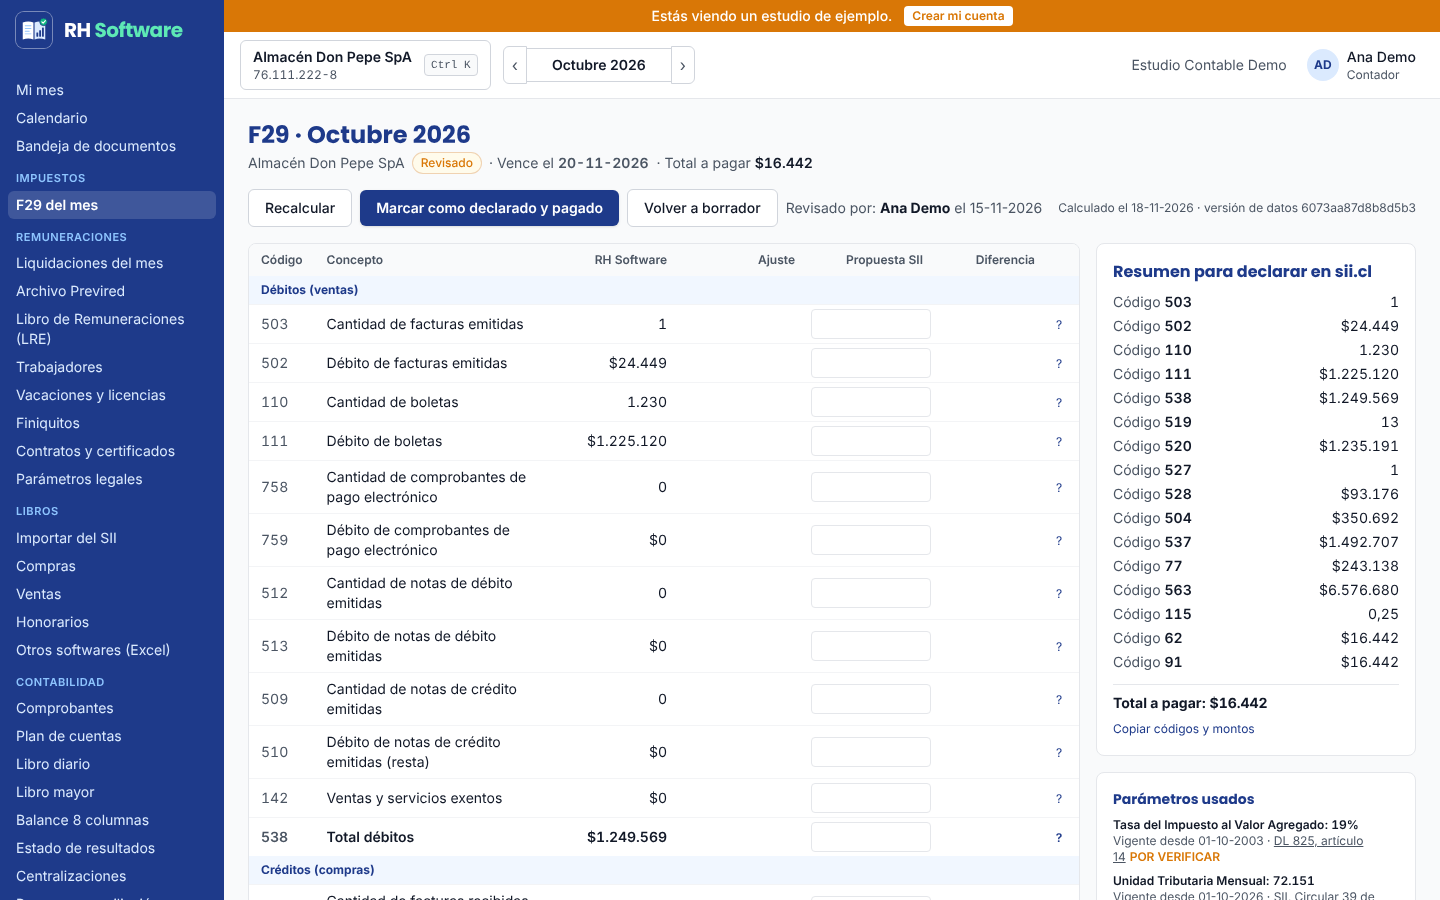 Estás viendo un estudio de ejemplo. Crear mi cuenta
RH Software
Mi mes
Calendario
Bandeja de documentos
IMPUESTOS
F29 del mes
REMUNERACIONES
Liquidaciones del mes
Archivo Previred
Libro de Remuneraciones
(LRE)
Trabajadores
Vacaciones y licencias
Finiquitos
Contratos y certificados
Parámetros legales
LIBROS
Importar del SII
Compras
Ventas
Honorarios
Otros softwares (Excel)
CONTABILIDAD
Comprobantes
Plan de cuentas
Libro diario
Libro mayor
Balance 8 columnas
Estado de resultados
Centralizaciones
Almacén Don Pepe SpA
76.111.222-8
Ctrl K
‹ Octubre 2026 ›
Estudio Contable Demo
AD
Ana Demo
Contador
F29 · Octubre 2026
Almacén Don Pepe SpA Revisado · Vence el 20-11-2026 · Total a pagar $16.442
Recalcular Marcar como declarado y pagado Volver a borrador Revisado por: Ana Demo el 15-11-2026 Calculado el 18-11-2026 · versión de datos 6073aa87d8b8d5b3
Código Concepto RH Software Ajuste Propuesta SII Diferencia
Débitos (ventas)
503 Cantidad de facturas emitidas 1 ?
502 Débito de facturas emitidas $24.449 ?
110 Cantidad de boletas 1.230 ?
111 Débito de boletas $1.225.120 ?
758 Cantidad de comprobantes de
pago electrónico 0 ?
759 Débito de comprobantes de
pago electrónico $0 ?
512 Cantidad de notas de débito
emitidas 0 ?
513 Débito de notas de débito
emitidas $0 ?
509 Cantidad de notas de crédito
emitidas 0 ?
510 Débito de notas de crédito
emitidas (resta) $0 ?
142 Ventas y servicios exentos $0 ?
538 Total débitos $1.249.569 ?
Créditos (compras)
Cantidad de facturas recibidas
Resumen para declarar en sii.cl
Código 503 1
Código 502 $24.449
Código 110 1.230
Código 111 $1.225.120
Código 538 $1.249.569
Código 519 13
Código 520 $1.235.191
Código 527 1
Código 528 $93.176
Código 504 $350.692
Código 537 $1.492.707
Código 77 $243.138
Código 563 $6.576.680
Código 115 0,25
Código 62 $16.442
Código 91 $16.442
Total a pagar: $16.442
Copiar códigos y montos
Parámetros usados
Tasa del Impuesto al Valor Agregado: 19%
Vigente desde 01-10-2003 · DL 825, artículo
14 POR VERIFICAR
Unidad Tributaria Mensual: 72.151
Vigente desde 01-10-2026 · SII, Circular 39 de